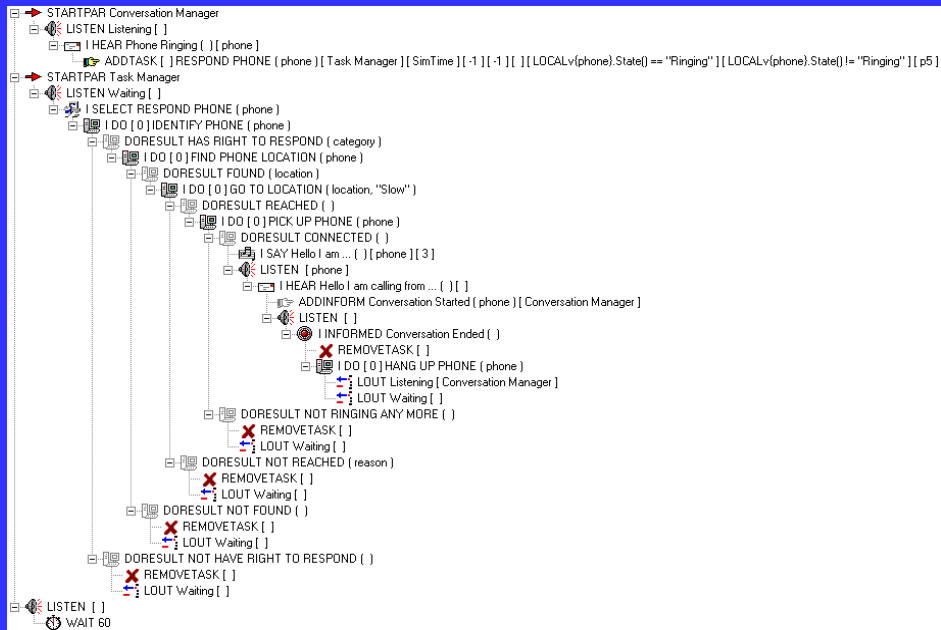 STARTPAR Conversation Manager
LISTEN Listening [ ]
I HEAR Phone Ringing ( ) [ phone ]
ADDTASK [ ] RESPOND PHONE ( phone ) [ Task Manager ] [ SimTime ] [ -1 ] [ -1 ] [ ] [ LOCALv{phone}.State() == "Ringing" ] [ LOCALv{phone}.State() != "Ringing" ] [ p5 ]
STARTPAR Task Manager
LISTEN Waiting [ ]
I SELECT RESPOND PHONE ( phone )
I DO [ 0 ] IDENTIFY PHONE ( phone )
DORESULT HAS RIGHT TO RESPOND ( category )
I DO [ 0 ] FIND PHONE LOCATION ( phone )
DORESULT FOUND ( location )
I DO [ 0 ] GO TO LOCATION ( location, "Slow" )
DORESULT REACHED ( )
I DO [ 0 ] PICK UP PHONE ( phone )
DORESULT CONNECTED ( )
I SAY Hello I am ... ( ) [ phone ] [ 3 ]
LISTEN [ phone ]
I HEAR Hello I am calling from ... ( ) [ ]
ADDINFORM Conversation Started ( phone ) [ Conversation Manager ]
LISTEN [ ]
I INFORMED Conversation Ended ( )
REMOVETASK [ ]
I DO [ 0 ] HANG UP PHONE ( phone )
LOUT Listening [ Conversation Manager ]
LOUT Waiting [ ]
DORESULT NOT RINGING ANY MORE ( )
REMOVETASK [ ]
LOUT Waiting [ ]
DORESULT NOT REACHED ( reason )
REMOVETASK [ ]
LOUT Waiting [ ]
DORESULT NOT FOUND ( )
REMOVETASK [ ]
LOUT Waiting [ ]
DORESULT NOT HAVE RIGHT TO RESPOND ( )
REMOVETASK [ ]
LOUT Waiting [ ]
LISTEN [ ]
WAIT 60